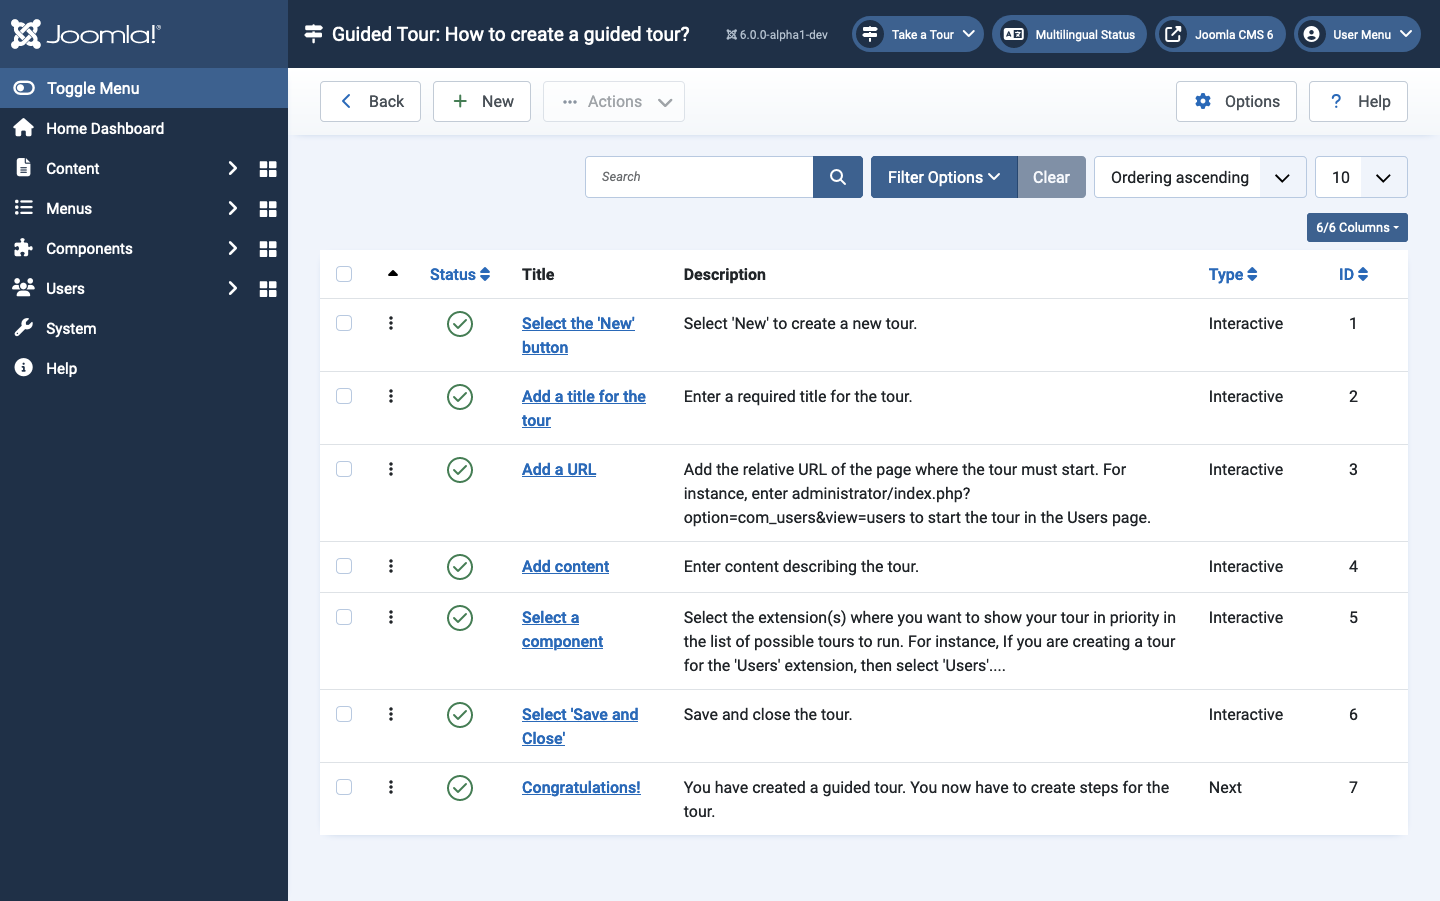 Joomla!®
Guided Tour: How to create a guided tour?
6.0.0-alpha1-dev
Take a Tour
Multilingual Status
Joomla CMS 6
User Menu
Toggle Menu
Home Dashboard
Content
Menus
Components
Users
System
Help
Back
New
Actions
Options
? Help
Search
Filter Options
Clear
Ordering ascending
10
6/6 Columns
Status
Title
Description
Type
ID
Select the 'New'
button
Select 'New' to create a new tour.
Interactive
1
Add a title for the
tour
Enter a required title for the tour.
Interactive
2
Add a URL
Add the relative URL of the page where the tour must start. For
instance, enter administrator/index.php?
option=com_users&view=users to start the tour in the Users page.
Interactive
3
Add content
Enter content describing the tour.
Interactive
4
Select a
component
Select the extension(s) where you want to show your tour in priority in
the list of possible tours to run. For instance, If you are creating a tour
for the 'Users' extension, then select 'Users'....
Interactive
5
Select 'Save and
Close'
Save and close the tour.
Interactive
6
Congratulations!
You have created a guided tour. You now have to create steps for the
tour.
Next
7